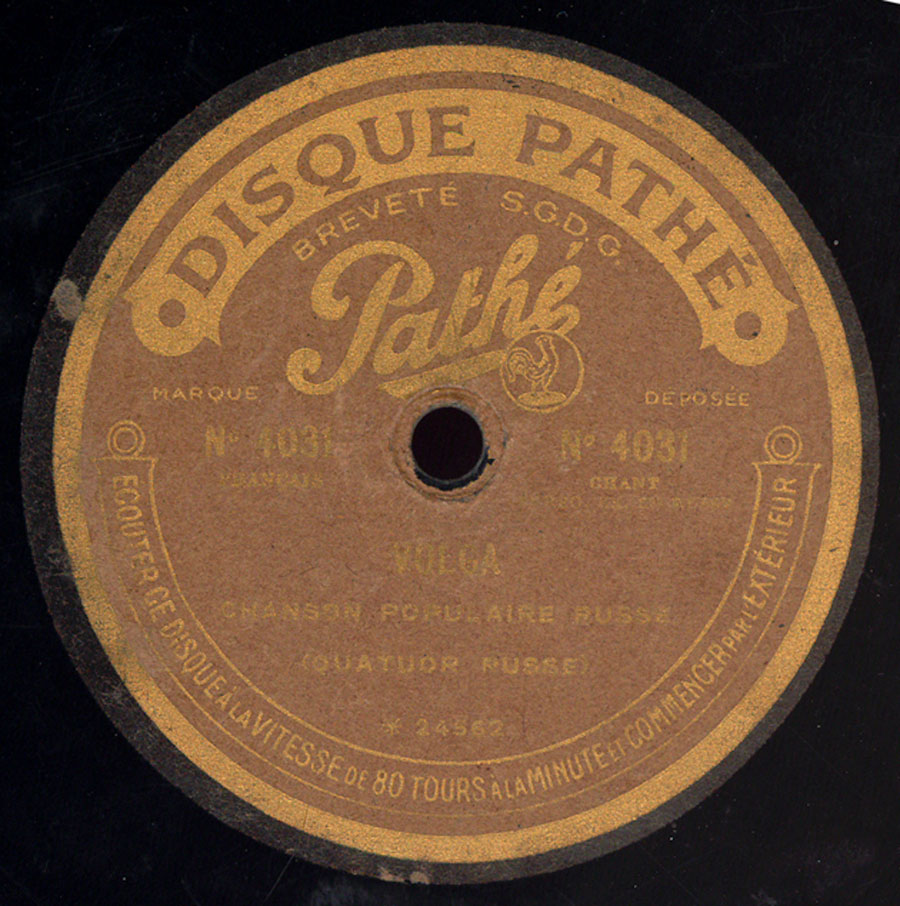 DISQUE PATHÉ
BREVETÉ S.G.D.G.
Pathé
MARQUE DEPOSÉE
No 4031 No 4031
FRANÇAIS CHANT
VOLGA
CHANSON POPULAIRE RUSSE
(QUATUOR RUSSE)
* 24562
ECOUTER CE DISQUE À LA VITESSE DE 80 TOURS À LA MINUTE ET COMMENCER PAR L'EXTÉRIEUR